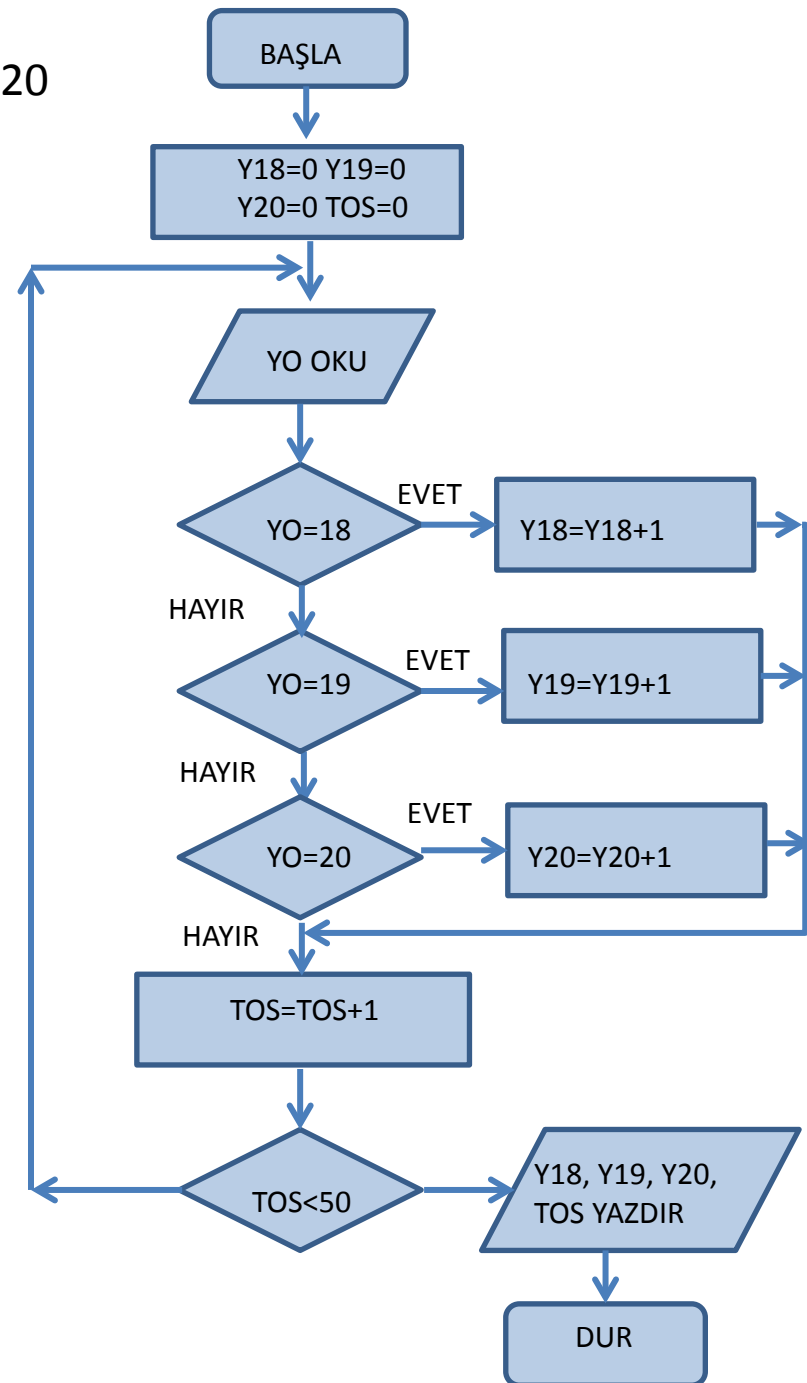 20
BAŞLA
Y18=0 Y19=0
Y20=0 TOS=0
YO OKU
YO=18
EVET
Y18=Y18+1
HAYIR
YO=19
EVET
Y19=Y19+1
HAYIR
YO=20
EVET
Y20=Y20+1
HAYIR
TOS=TOS+1
TOS<50
Y18, Y19, Y20,
TOS YAZDIR
DUR